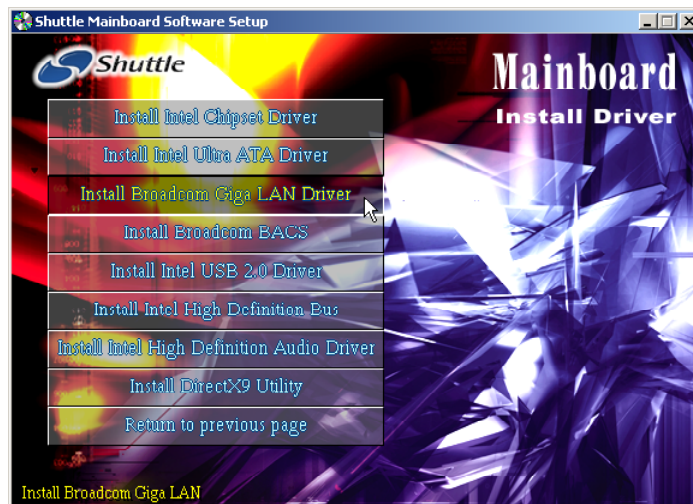 Shuttle Mainboard Software Setup
Shuttle
Mainboard
Install Driver
Install Intel Chipset Driver
Install Intel Ultra ATA Driver
Install Broadcom Giga LAN Driver
Install Broadcom BACS
Install Intel USB 2.0 Driver
Install Intel High Definition Bus
Install Intel High Definition Audio Driver
Install DirectX9 Utility
Return to previous page
Install Broadcom Giga LAN